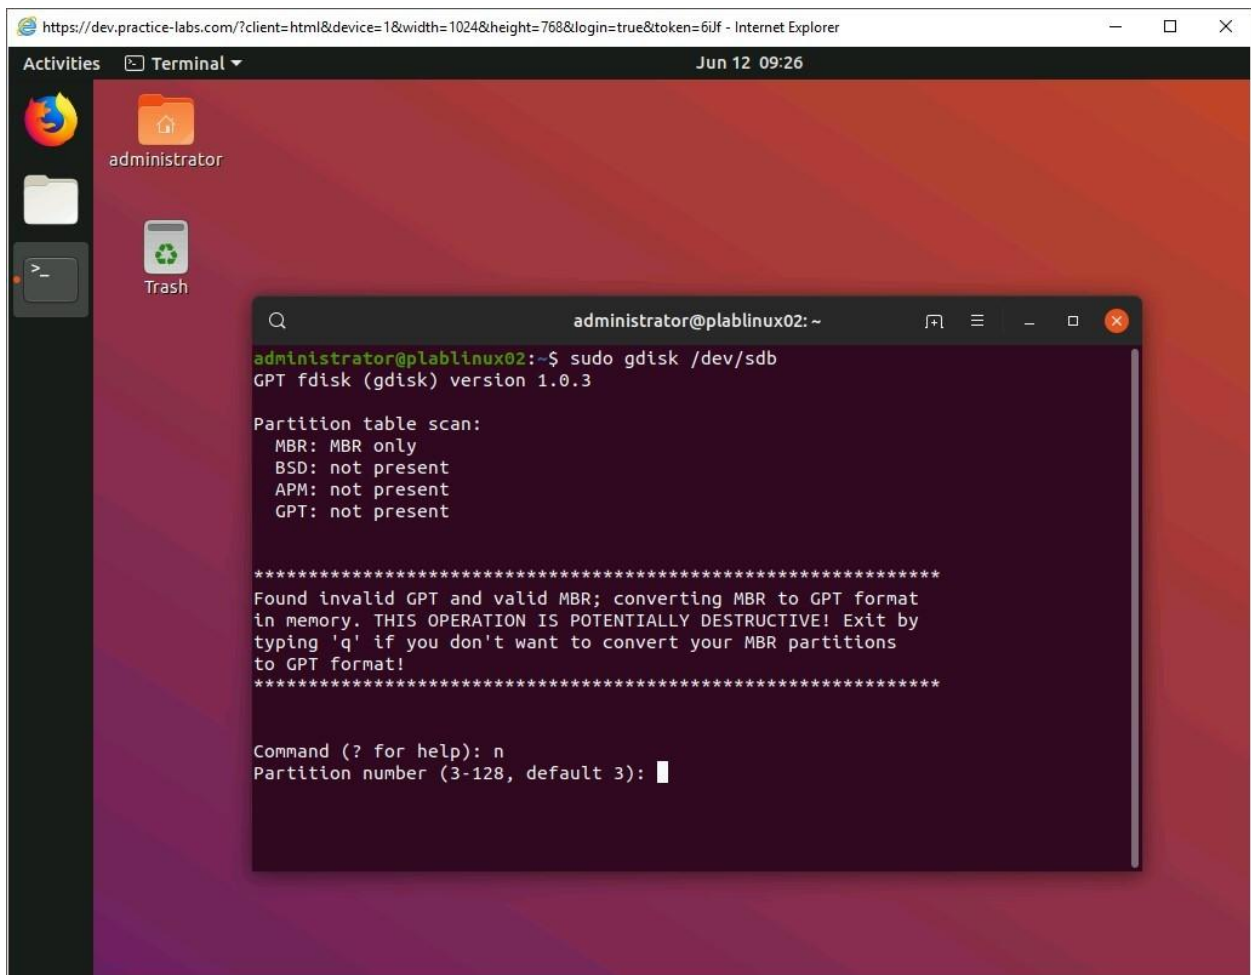 https://dev.practice-labs.com/?client=html&device=1&width=1024&height=768&login=true&token=6iJf - Internet Explorer
Activities Terminal Jun 12 09:26
administrator
Trash
administrator@plablinux02: ~
administrator@plablinux02:~$ sudo gdisk /dev/sdb
GPT fdisk (gdisk) version 1.0.3
Partition table scan:
MBR: MBR only
BSD: not present
APM: not present
GPT: not present
***************************************************************
Found invalid GPT and valid MBR; converting MBR to GPT format
in memory. THIS OPERATION IS POTENTIALLY DESTRUCTIVE! Exit by
typing 'q' if you don't want to convert your MBR partitions
to GPT format!
***************************************************************
Command (? for help): n
Partition number (3-128, default 3):